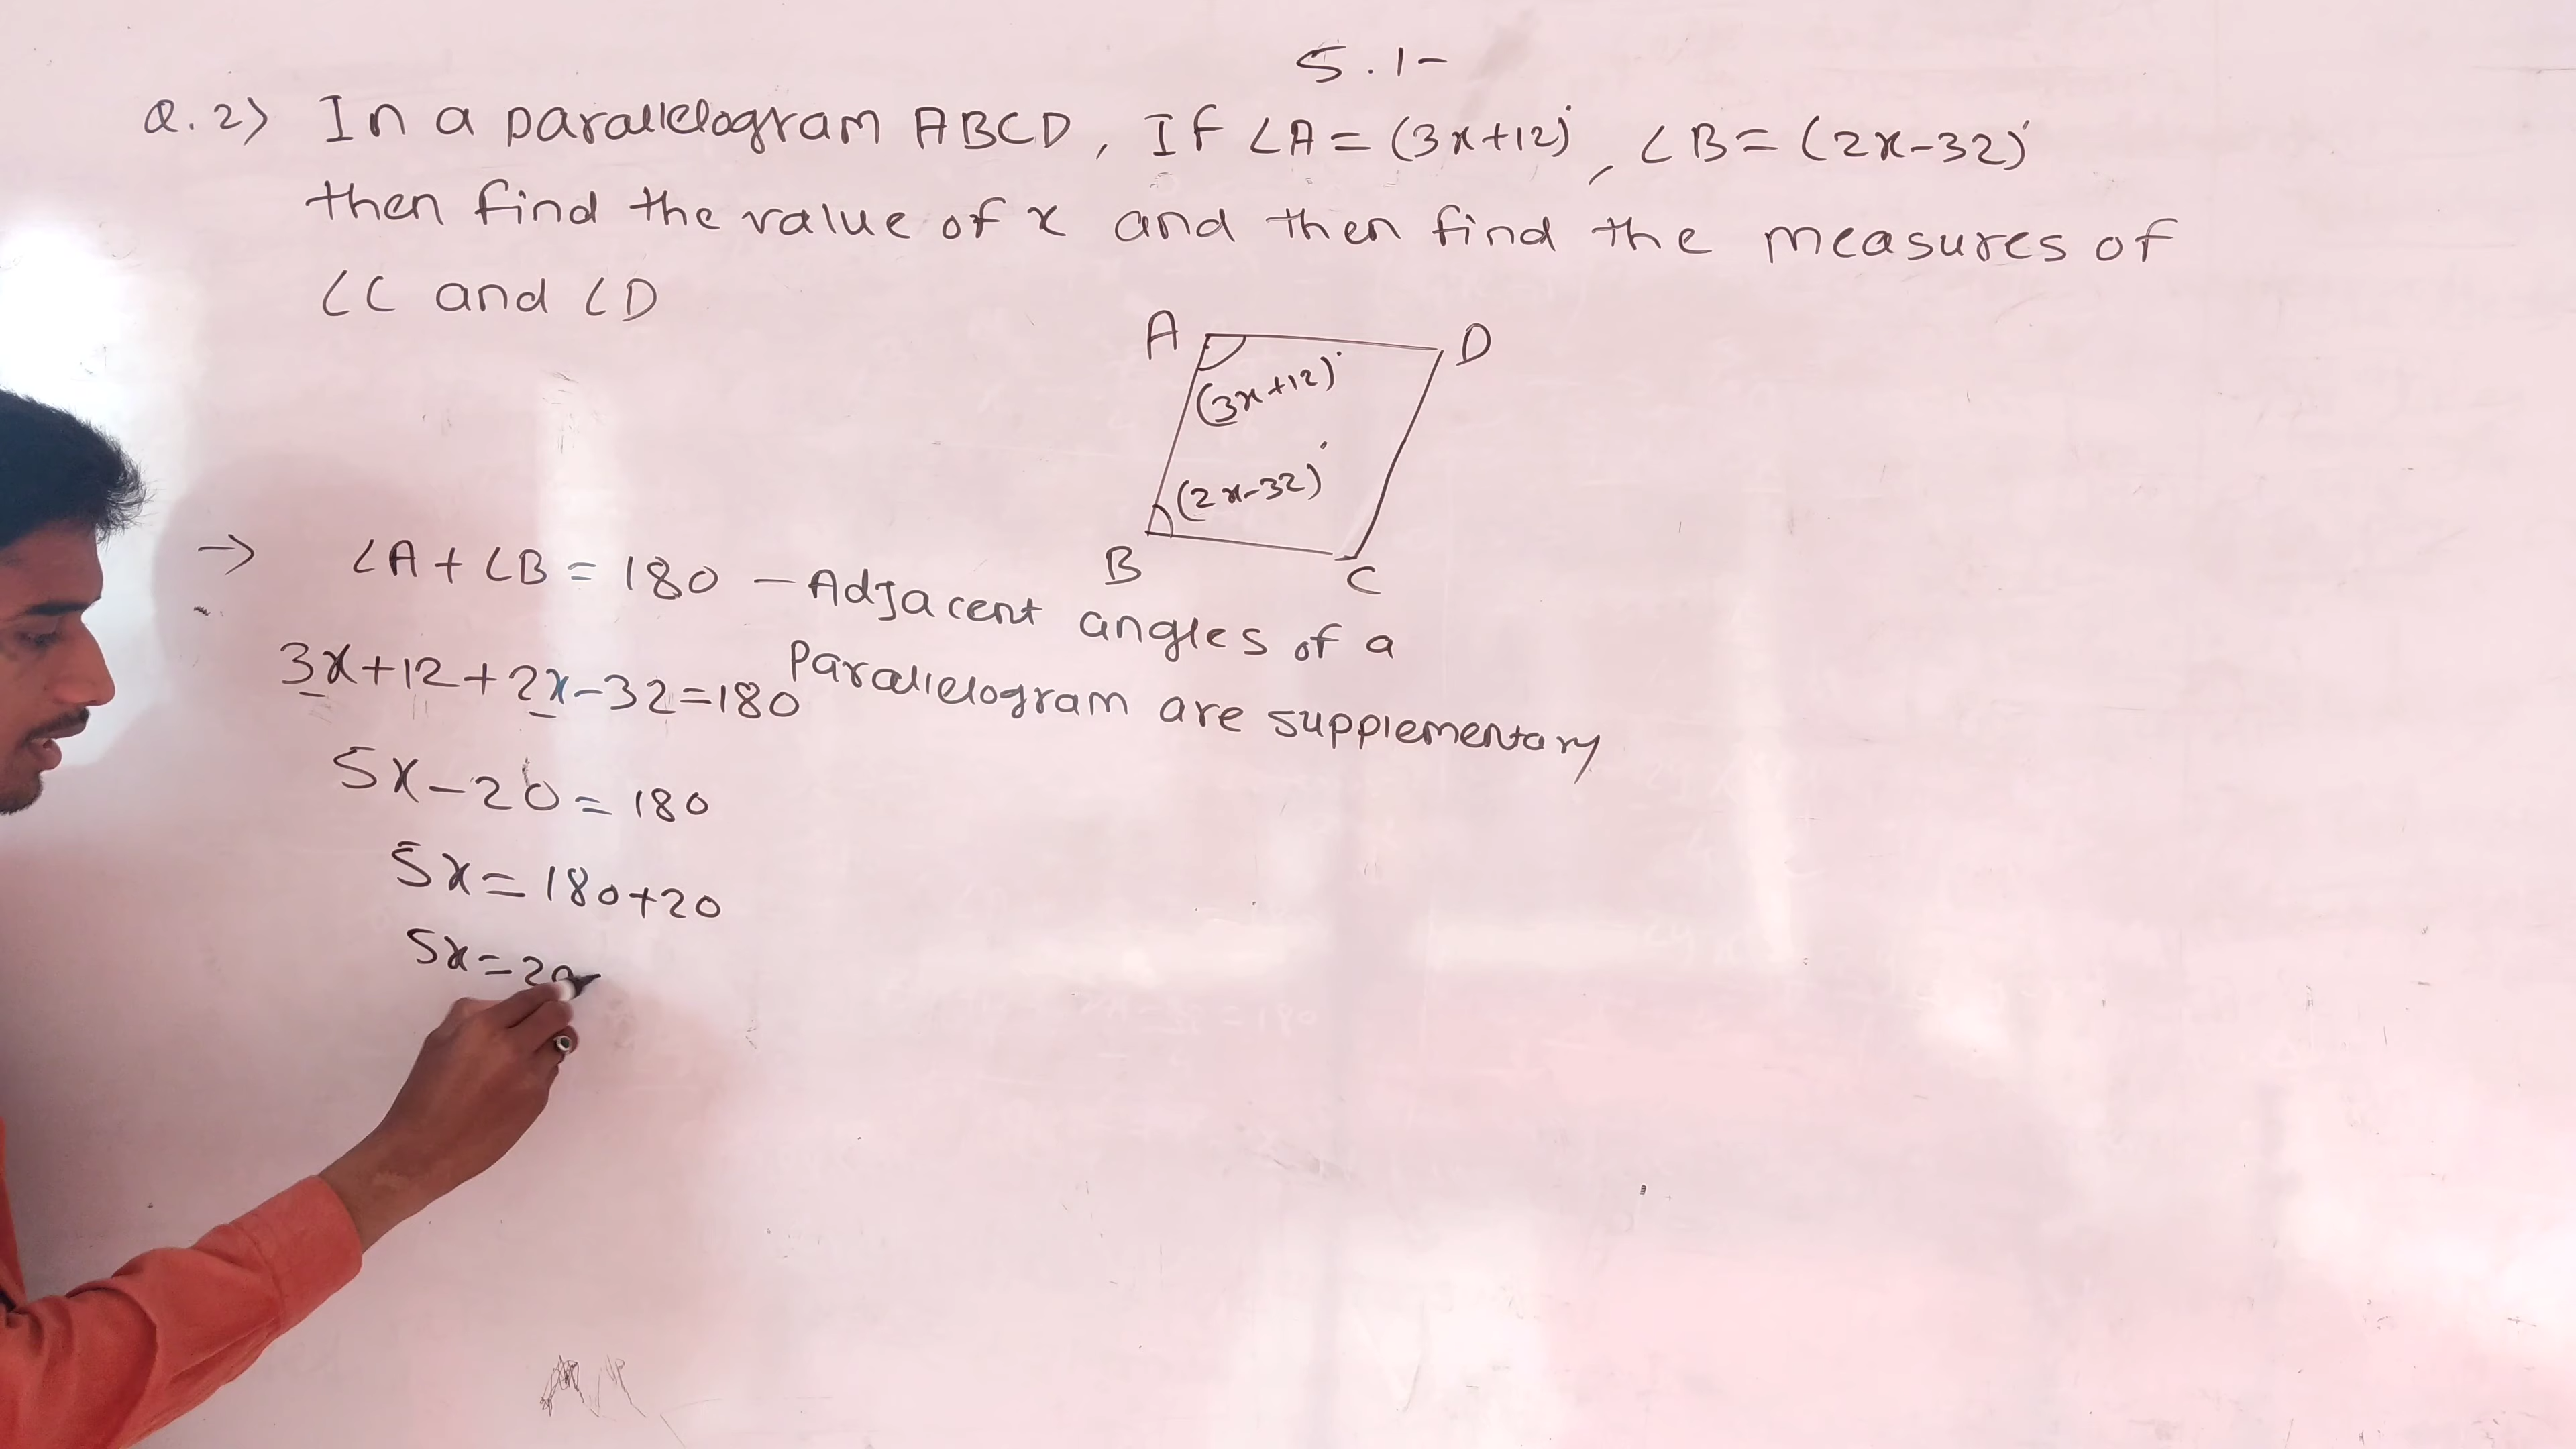 5.1-
Q.2) In a parallelogram ABCD, If ∠A = (3x+12)°, ∠B = (2x-32)°
then find the value of x and then find the measures of
∠C and ∠D
A
D
(3x+12)°
(2x-32)°
B
C
→ ∠A + ∠B = 180 - Adjacent angles of a
Parallelogram are supplementary
3x+12+2x-32=180
5x-20=180
5x=180+20
5x=20